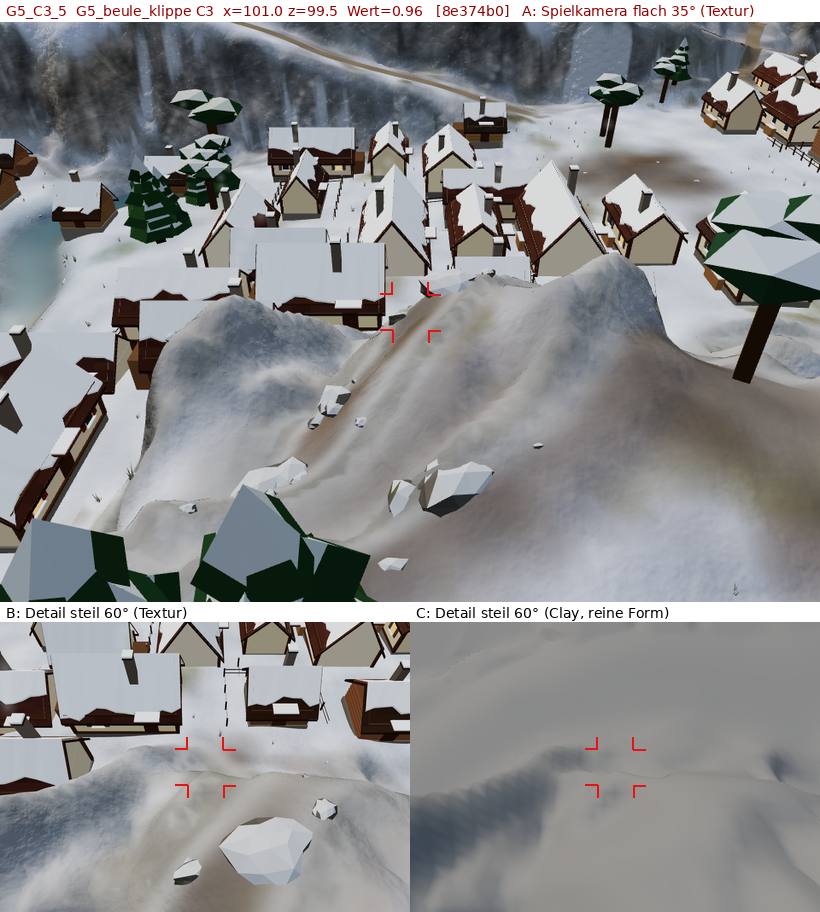 G5_C3_5  G5_beule_klippe C3  x=101.0 z=99.5  Wert=0.96   [8e374b0]   A: Spielkamera flach 35° (Textur)
B: Detail steil 60° (Textur)
C: Detail steil 60° (Clay, reine Form)